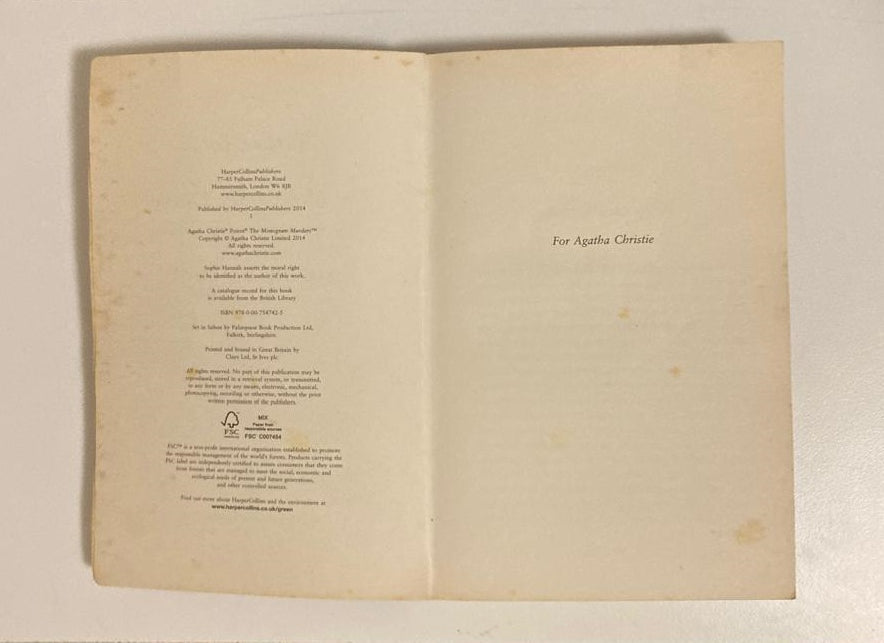 HarperCollinsPublishers
77–85 Fulham Palace Road
Hammersmith, London W6 8JB
www.harpercollins.co.uk
Published by HarperCollinsPublishers 2014
1
Agatha Christie® Poirot® The Monogram Murders™
Copyright © Agatha Christie Limited 2014
All rights reserved.
www.agathachristie.com
Sophie Hannah asserts the moral right
to be identified as the author of this work.
A catalogue record for this book
is available from the British Library
ISBN 978-0-00-754742-5
Set in Sabon by Palimpsest Book Production Ltd,
Falkirk, Stirlingshire
Printed and bound in Great Britain by
Clays Ltd, St Ives plc
All rights reserved. No part of this publication may be
reproduced, stored in a retrieval system, or transmitted,
in any form or by any means, electronic, mechanical,
photocopying, recording or otherwise, without the prior
written permission of the publishers.
FSC
MIX
Paper from
responsible sources
FSC C007454
FSC™ is a non-profit international organisation established to promote
the responsible management of the world's forests. Products carrying the
FSC label are independently certified to assure consumers that they come
from forests that are managed to meet the social, economic and
ecological needs of present and future generations,
and other controlled sources.
Find out more about HarperCollins and the environment at
www.harpercollins.co.uk/green
For Agatha Christie